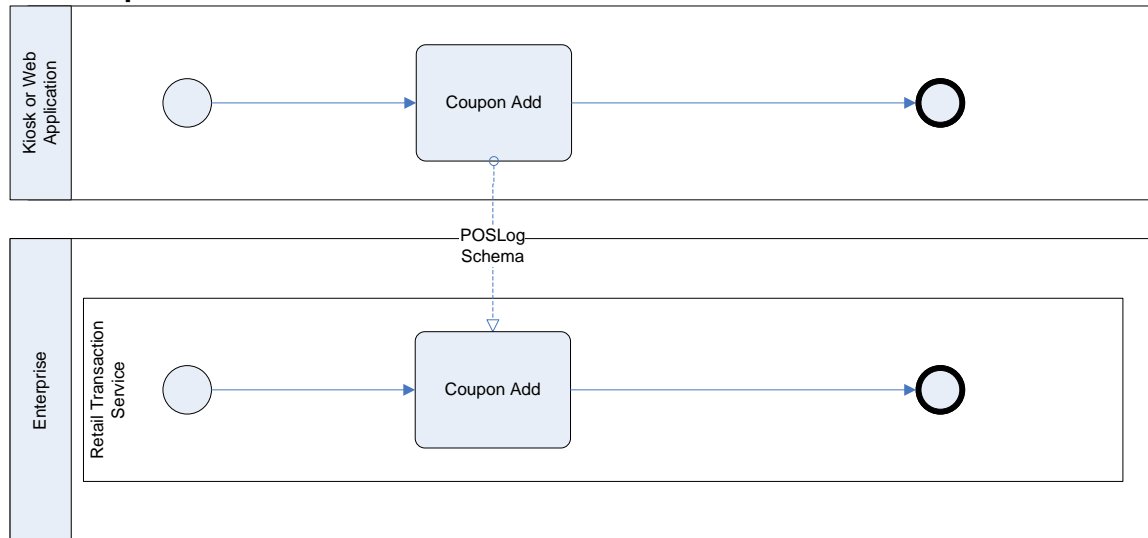 Kiosk or Web
Application
Coupon Add
POSLog
Schema
Enterprise
Retail Transaction
Service
Coupon Add